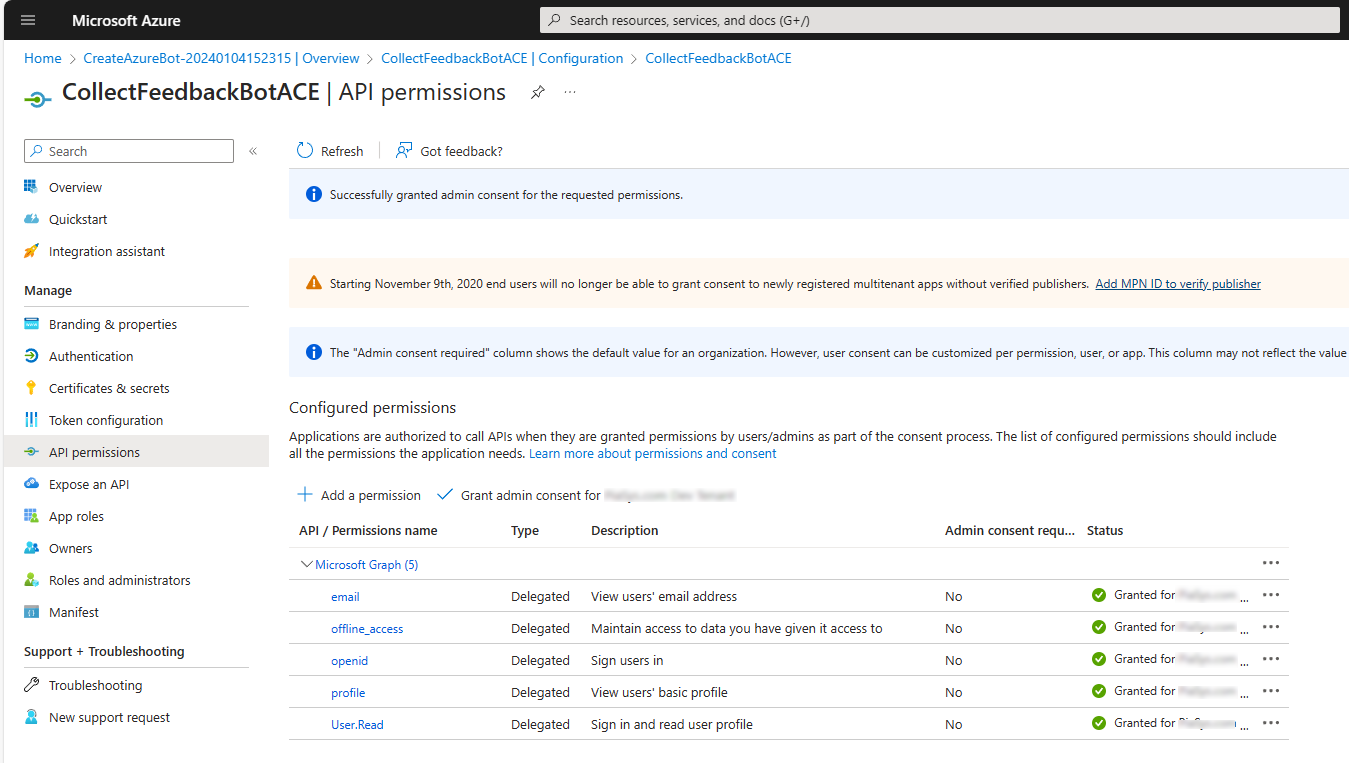 Microsoft Azure
Search resources, services, and docs (G+/)
Home > CreateAzureBot-20240104152315 | Overview > CollectFeedbackBotACE | Configuration > CollectFeedbackBotACE
CollectFeedbackBotACE | API permissions ...
Search «
Overview
Quickstart
Integration assistant
Manage
Branding & properties
Authentication
Certificates & secrets
Token configuration
API permissions
Expose an API
App roles
Owners
Roles and administrators
Manifest
Support + Troubleshooting
Troubleshooting
New support request
Refresh Got feedback?
Successfully granted admin consent for the requested permissions.
Starting November 9th, 2020 end users will no longer be able to grant consent to newly registered multitenant apps without verified publishers. Add MPN ID to verify publisher
The "Admin consent required" column shows the default value for an organization. However, user consent can be customized per permission, user, or app. This column may not reflect the value
Configured permissions
Applications are authorized to call APIs when they are granted permissions by users/admins as part of the consent process. The list of configured permissions should include
all the permissions the application needs. Learn more about permissions and consent
Add a permission Grant admin consent for
API / Permissions name Type Description Admin consent requ... Status
Microsoft Graph (5) ...
email Delegated View users' email address No Granted for ... ...
offline_access Delegated Maintain access to data you have given it access to No Granted for ... ...
openid Delegated Sign users in No Granted for ... ...
profile Delegated View users' basic profile No Granted for ... ...
User.Read Delegated Sign in and read user profile No Granted for ... ...